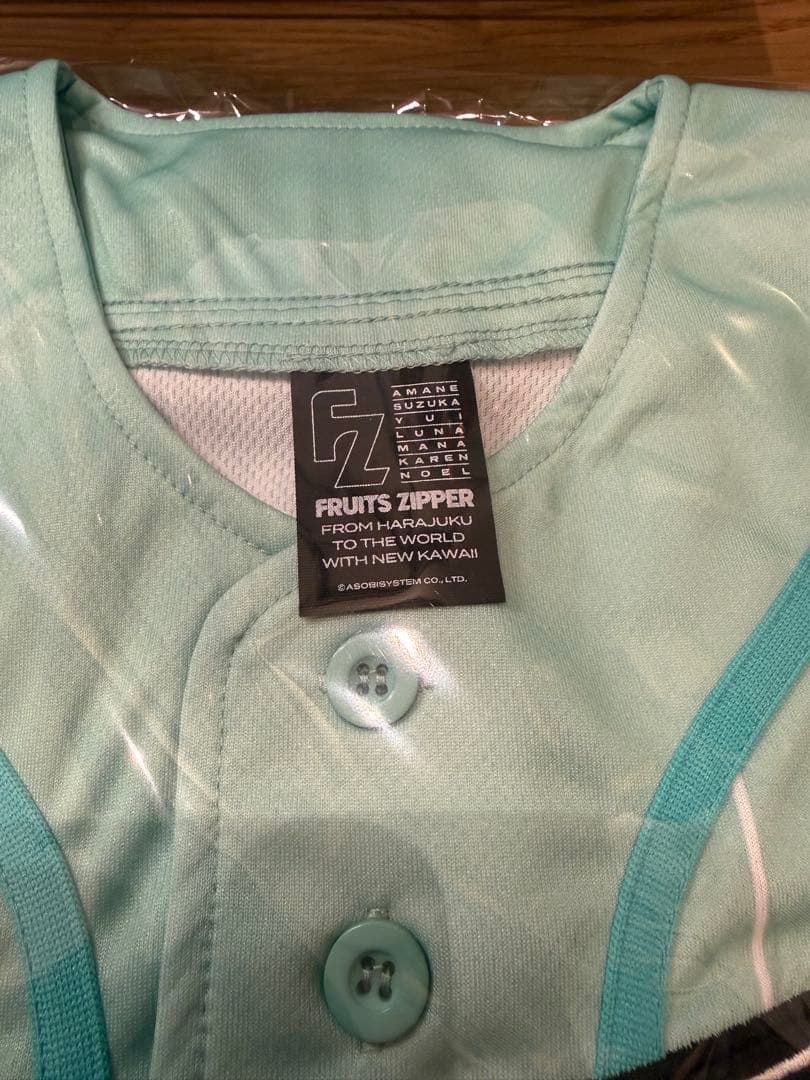 FZ
AMANE
SUZUKA
YUI
LUNA
MANA
KAREN
NOEL
FRUITS ZIPPER
FROM HARAJUKU
TO THE WORLD
WITH NEW KAWAII
©ASOBISYSTEM CO., LTD.